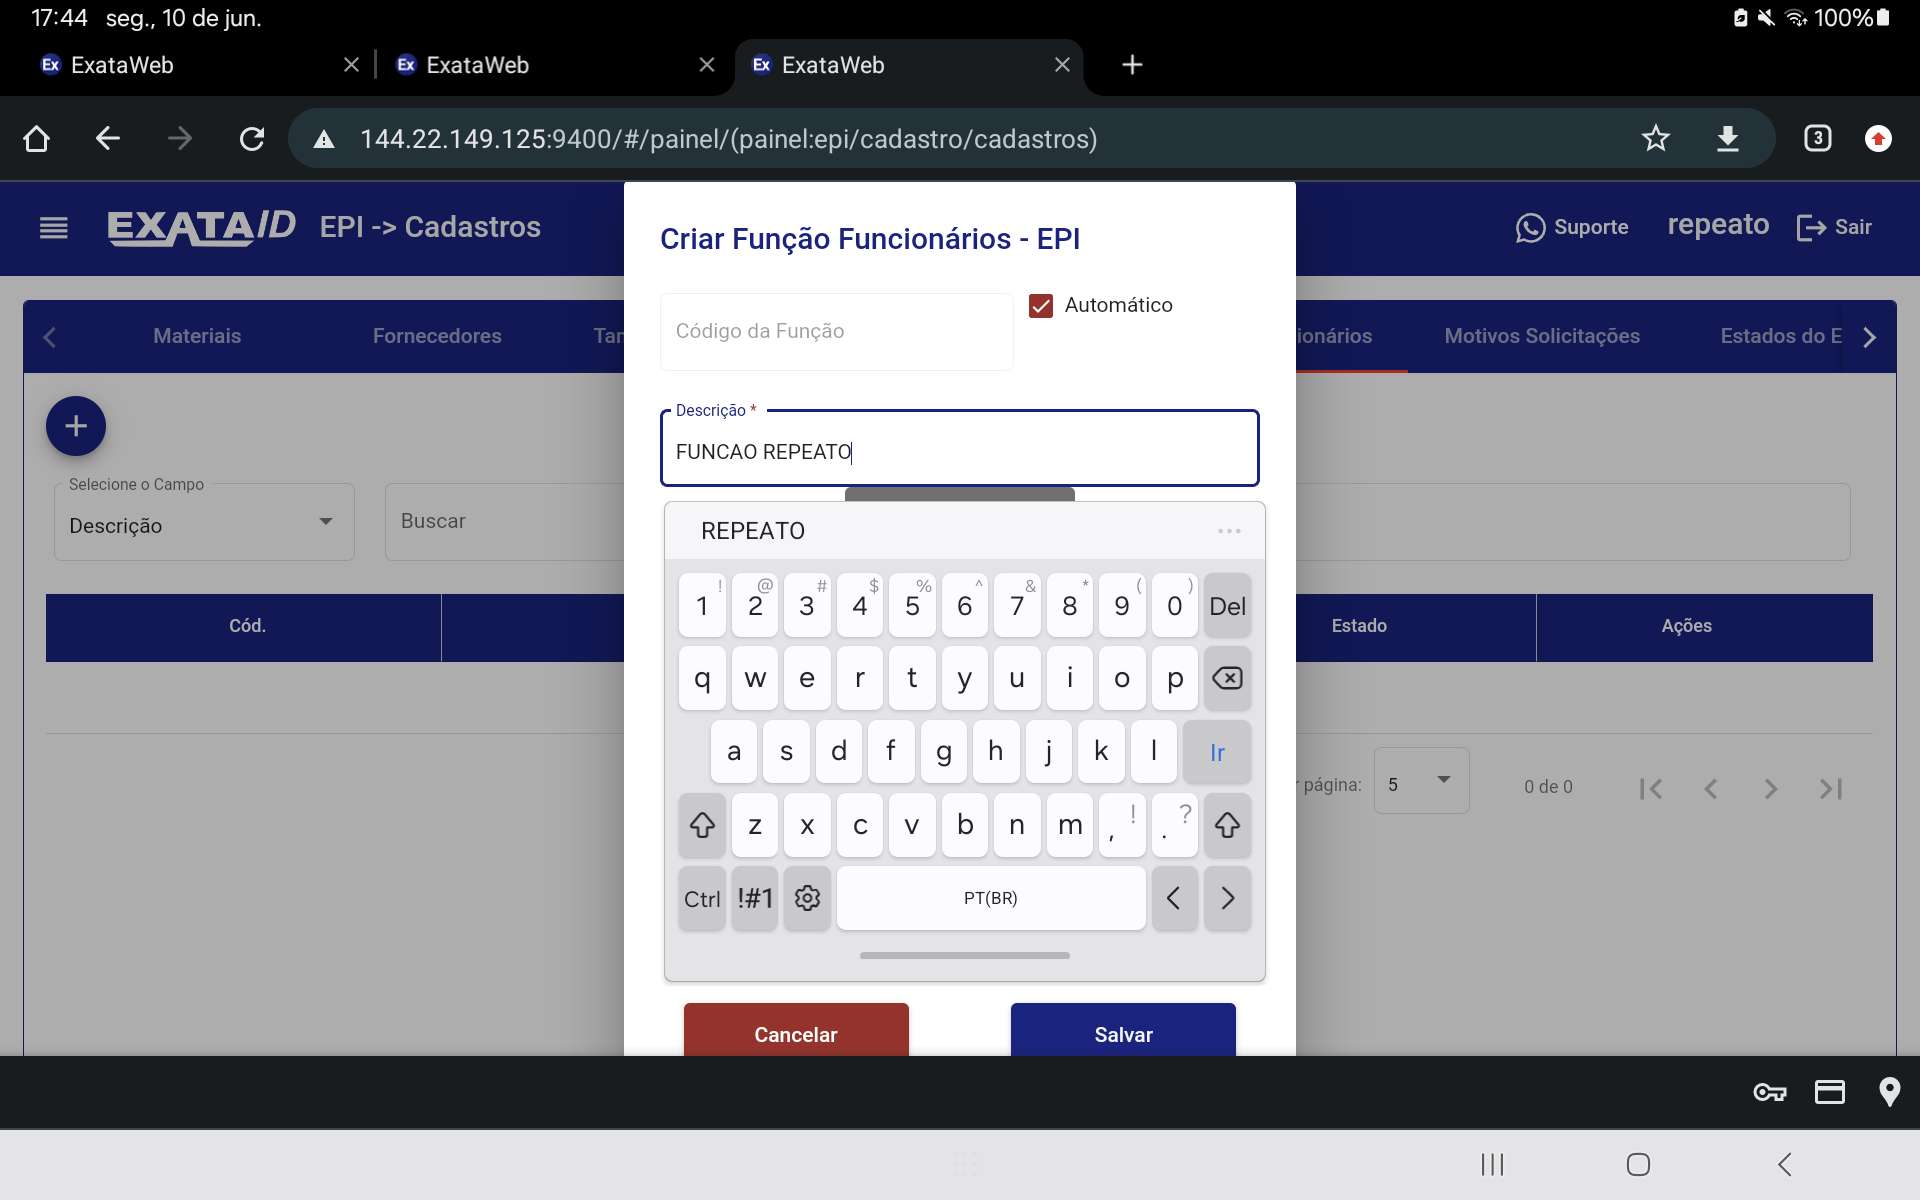 17:44 seg., 10 de jun. 100%
Ex ExataWeb Ex ExataWeb Ex ExataWeb
144.22.149.125:9400/#/painel/(painel:epi/cadastro/cadastros) 3
EXATA/D EPI -> Cadastros Suporte repeato Sair
Criar Função Funcionários - EPI
Código da Função Automático
Materiais Fornecedores Tar ionários Motivos Solicitações Estados do E
Descrição *
FUNCAO REPEATO
Selecione o Campo
Descrição Buscar
REPEATO ...
1 ! 2 @ 3 # 4 $ 5 % 6 ^ 7 & 8 * 9 ( 0 ) Del
Cód. Estado Ações
q w e r t y u i o p
a s d f g h j k l Ir
r página: 5 0 de 0
z x c v b n m , ! . ?
Ctrl !#1 PT(BR) < >
Cancelar Salvar